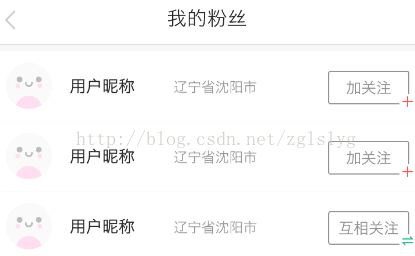 我的粉丝
用户昵称 辽宁省沈阳市 加关注
http://blog.csdn.net/zglslyg
用户昵称 辽宁省沈阳市 加关注
用户昵称 辽宁省沈阳市 互相关注